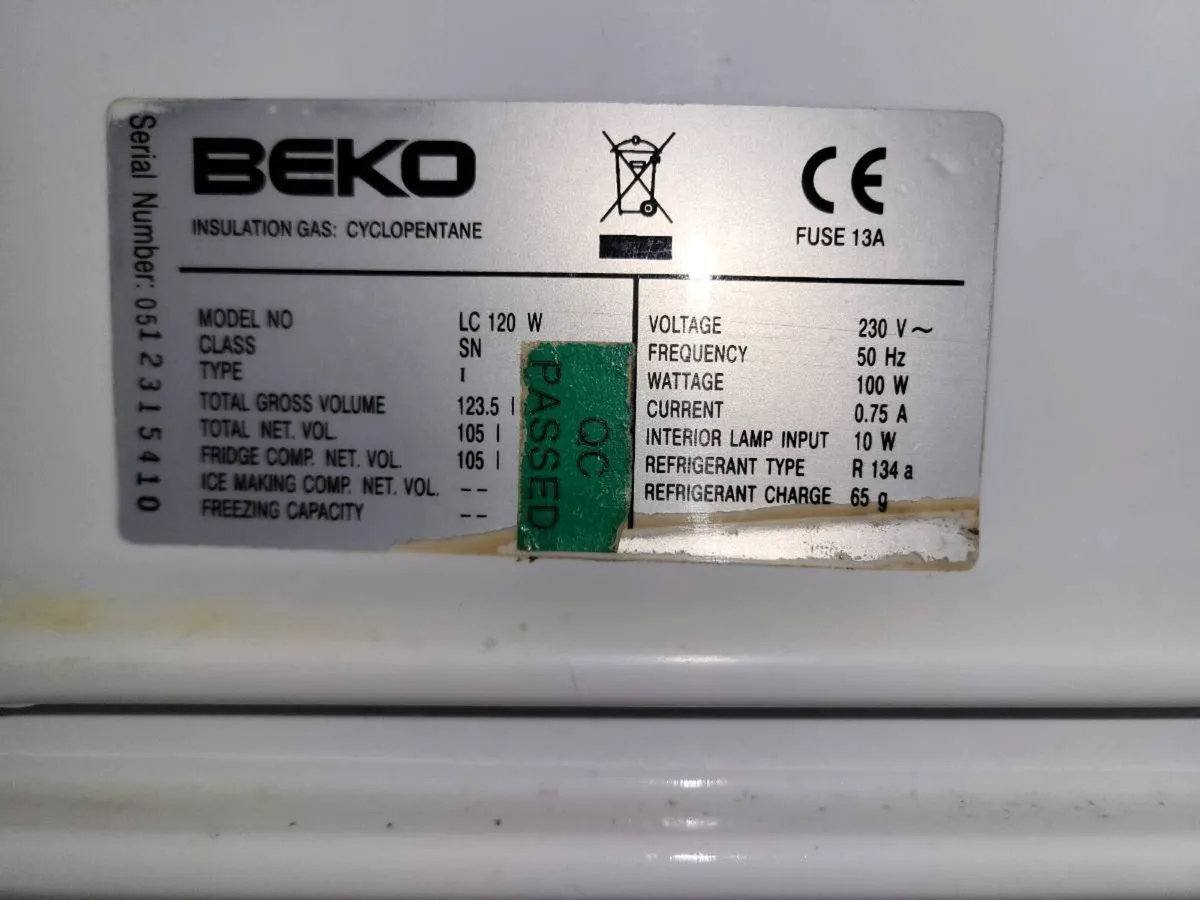 Serial Number: 0512315410
BEKO
INSULATION GAS: CYCLOPENTANE
CE
FUSE 13A
MODEL NO LC 120 W
CLASS SN
TYPE I
TOTAL GROSS VOLUME 123.5 l
TOTAL NET. VOL. 105 l
FRIDGE COMP. NET. VOL. 105 l
ICE MAKING COMP. NET. VOL. --
FREEZING CAPACITY --
QC
PASSED
VOLTAGE 230 V ~
FREQUENCY 50 Hz
WATTAGE 100 W
CURRENT 0.75 A
INTERIOR LAMP INPUT 10 W
REFRIGERANT TYPE R 134 a
REFRIGERANT CHARGE 65 g